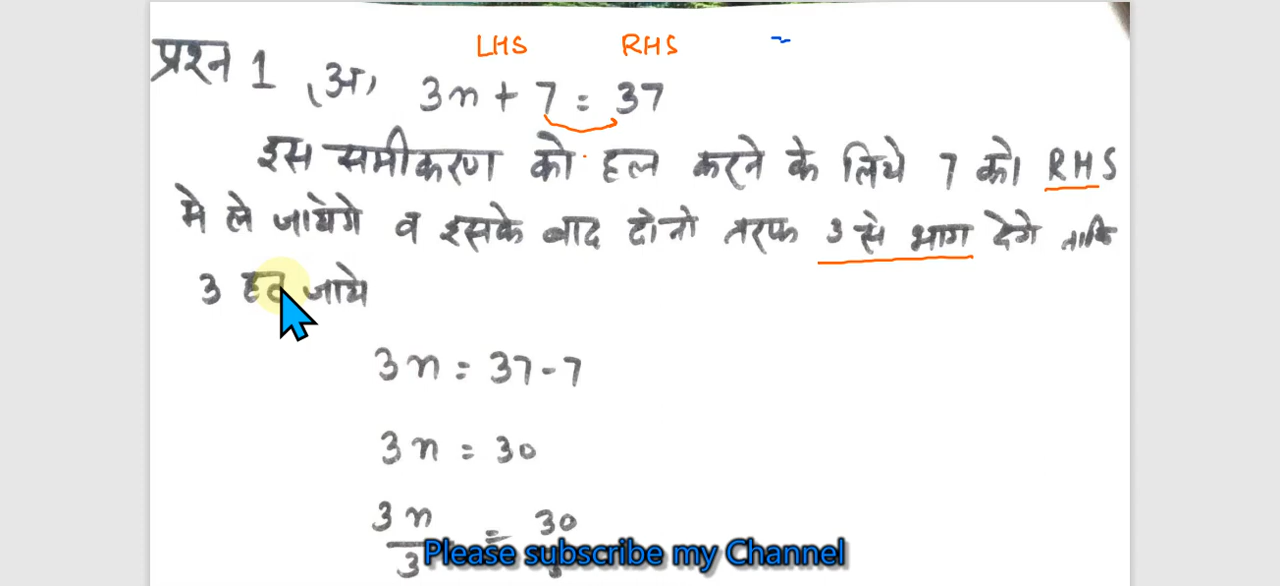 LHS RHS ~
प्रश्न 1 (अ) 3n + 7 = 37
इस समीकरण को हल करने के लिये 7 को RHS
मे ले जायेगे व इसके बाद दोनो तरफ 3 से भाग देगे ताकि
3 हट जाये
3n = 37 - 7
3n = 30
3n/3 = 30/3
Please subscribe my Channel